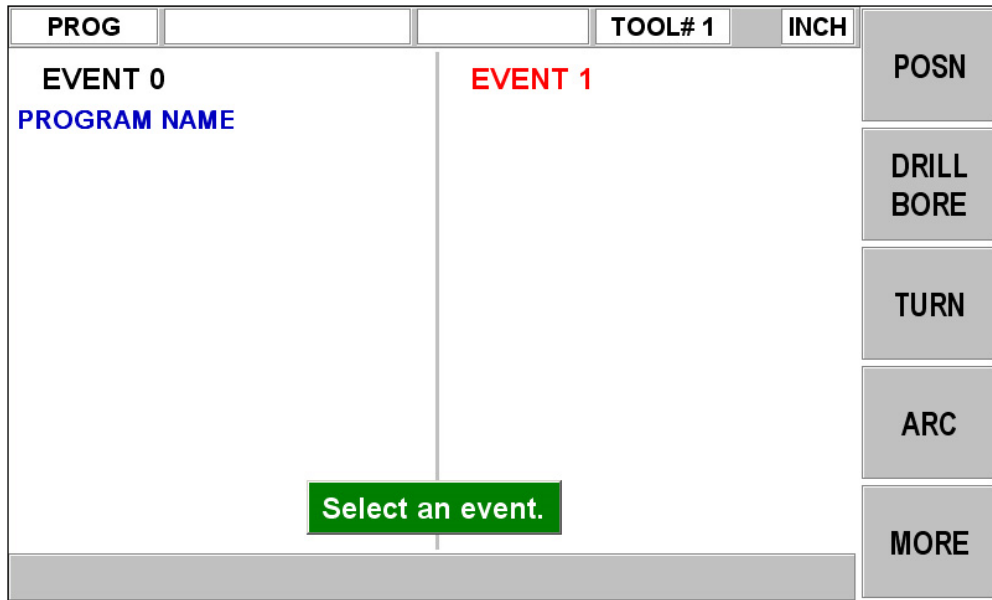 PROG TOOL# 1 INCH
EVENT 0
PROGRAM NAME
EVENT 1
Select an event.
POSN
DRILL
BORE
TURN
ARC
MORE